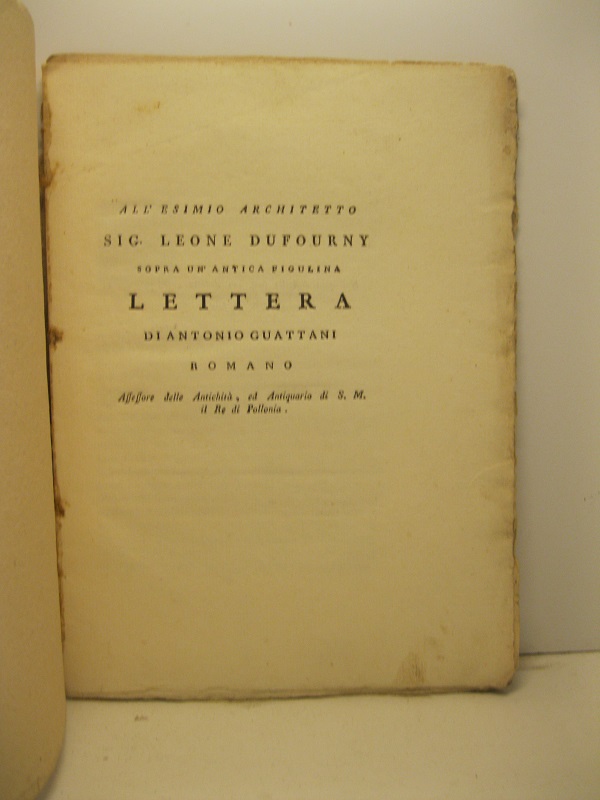 ALL' ESIMIO ARCHITETTO
SIG. LEONE DUFOURNY
SOPRA UN' ANTICA FIGULINA
LETTERA
DI ANTONIO GUATTANI
ROMANO
Aſſeſſore delle Antichità, ed Antiquario di S. M.
il Re di Pollonia.